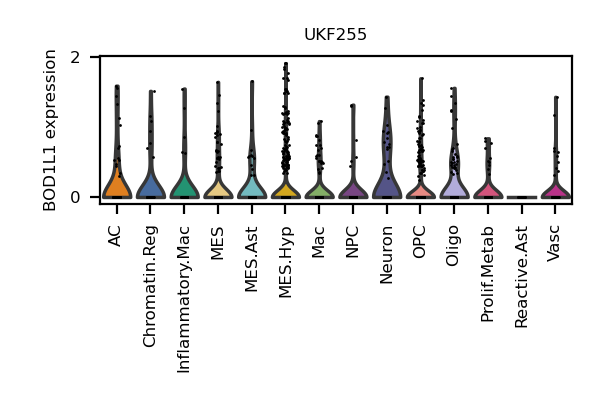 UKF255
BOD1L1 expression
2
0
AC
Chromatin.Reg
Inflammatory.Mac
MES
MES.Ast
MES.Hyp
Mac
NPC
Neuron
OPC
Oligo
Prolif.Metab
Reactive.Ast
Vasc